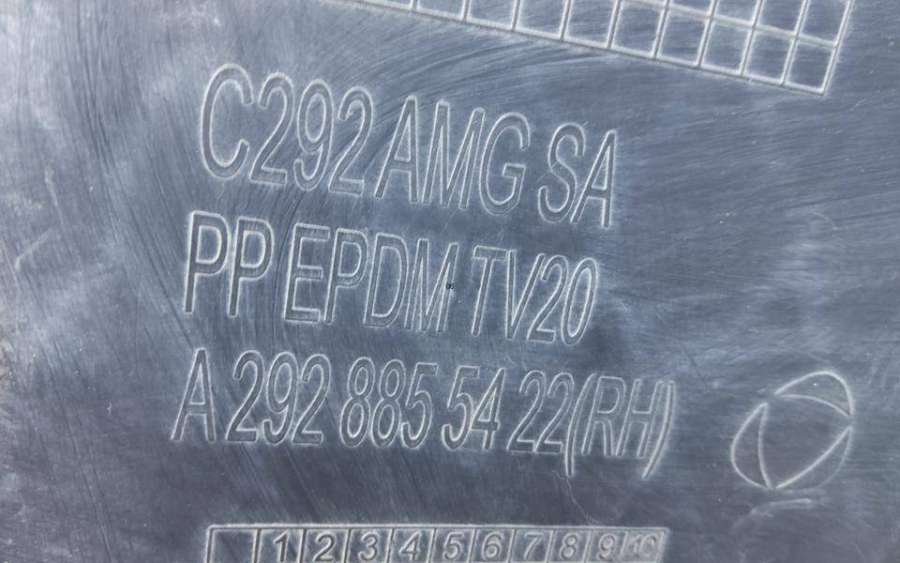 C292 AMG SA
PP EPDM TV20
A 292 885 54 22(RH)
1 2 3 4 5 6 7 8 9 10